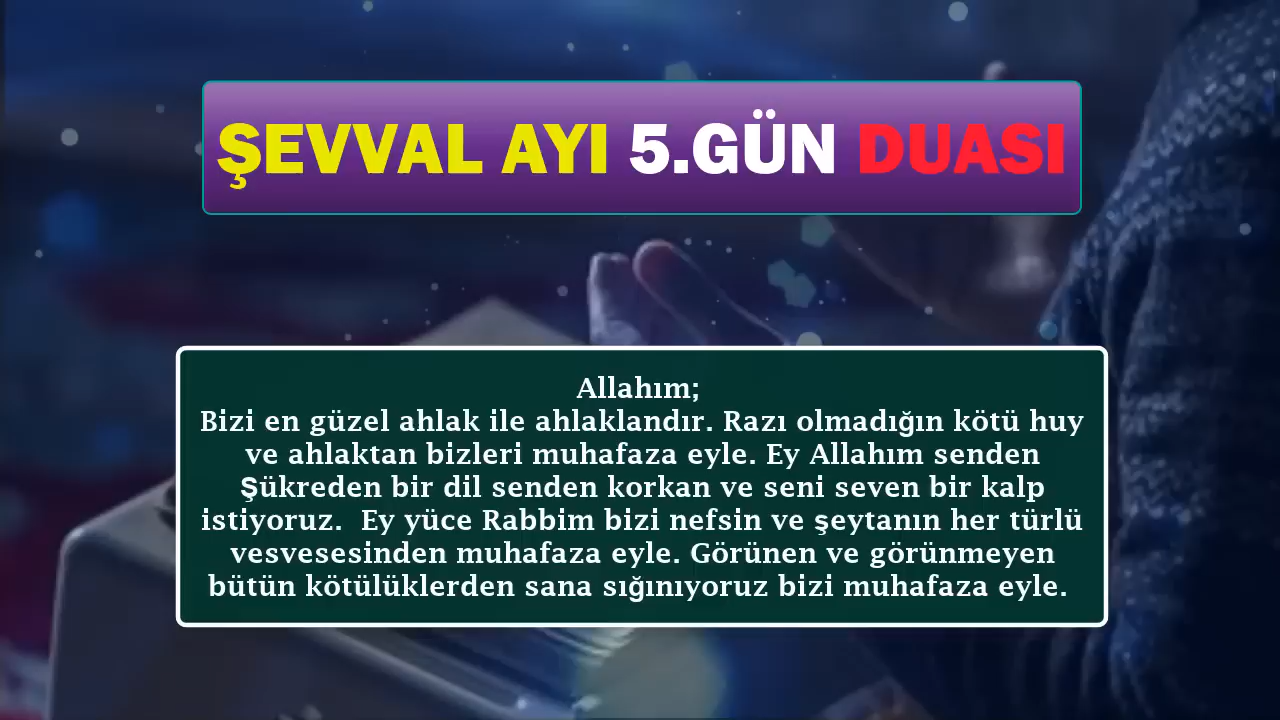 ŞEVVAL AYI 5.GÜN DUASI
Allahım;
Bizi en güzel ahlak ile ahlaklandır. Razı olmadığın kötü huy
ve ahlaktan bizleri muhafaza eyle. Ey Allahım senden
Şükreden bir dil senden korkan ve seni seven bir kalp
istiyoruz. Ey yüce Rabbim bizi nefsin ve şeytanın her türlü
vesvesesinden muhafaza eyle. Görünen ve görünmeyen
bütün kötülüklerden sana sığınıyoruz bizi muhafaza eyle.